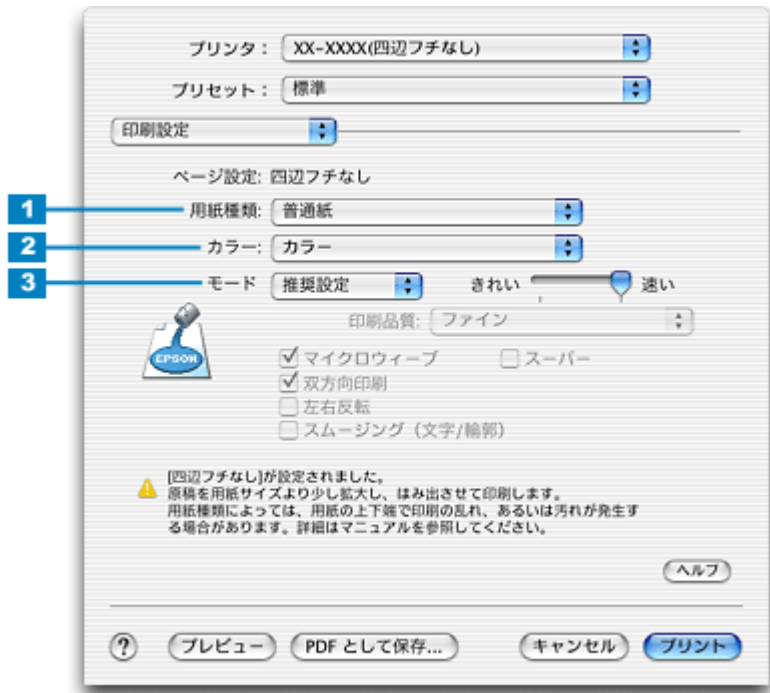 プリンタ： XX-XXXX(四辺フチなし)
プリセット： 標準
印刷設定
ページ設定: 四辺フチなし
1 用紙種類: 普通紙
2 カラー: カラー
3 モード 推奨設定 きれい 速い
印刷品質: ファイン
EPSON
マイクロウィーブ スーパー
双方向印刷
左右反転
スムージング（文字/輪郭）
[四辺フチなし]が設定されました。
原稿を用紙サイズより少し拡大し、はみ出させて印刷します。
用紙種類によっては、用紙の上下端で印刷の乱れ、あるいは汚れが発生す
る場合があります。詳細はマニュアルを参照してください。
ヘルプ
? プレビュー PDF として保存... キャンセル プリント